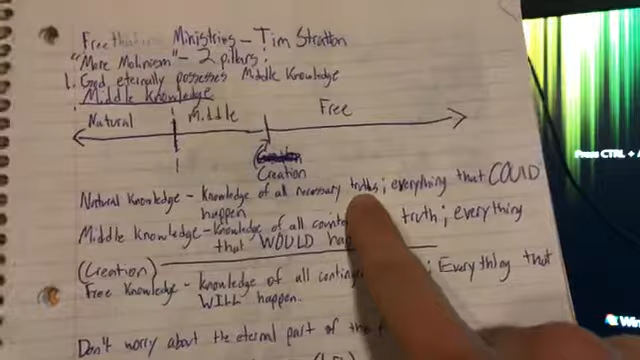 Freethinking Ministries - Tim Stratton
"Mere Molinism" - 2 pillars:
1. God eternally possesses Middle Knowledge
Middle Knowledge
Natural Middle Free
Creation
Natural Knowledge - Knowledge of all necessary truths; everything that COULD
happen
Middle Knowledge - Knowledge of all truth; everything
that WOULD
(Creation)
Free Knowledge - Knowledge of all ; Everything that
WILL happen.
Don't worry about the eternal part of the
Press CTRL + A
Win